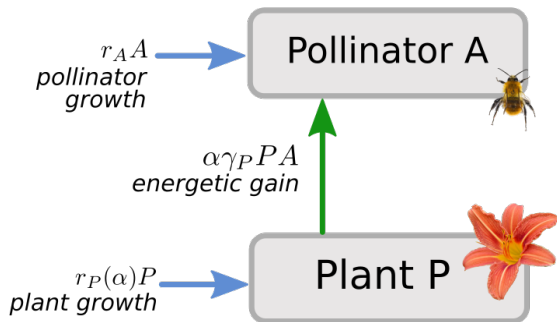 r_A A
pollinator
growth
Pollinator A
αγ_P PA
energetic gain
r_P(α)P
plant growth
Plant P